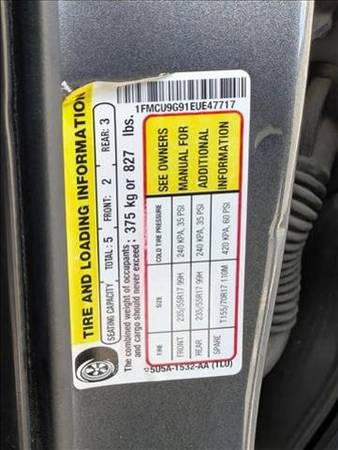 1FMCU9G91EUE47717
TIRE AND LOADING INFORMATION
SEATING CAPACITY TOTAL: 5 FRONT: 2 REAR: 3
The combined weight of occupants
and cargo should never exceed: 375 kg or 827 lbs.
TIRE SIZE COLD TIRE PRESSURE SEE OWNERS
FRONT 235/55R17 99H 240 KPA, 35 PSI MANUAL FOR
REAR 235/55R17 99H 240 KPA, 35 PSI ADDITIONAL
SPARE T155/70R17 110M 420 KPA, 60 PSI INFORMATION
5U5A-1532-AA (TLU)